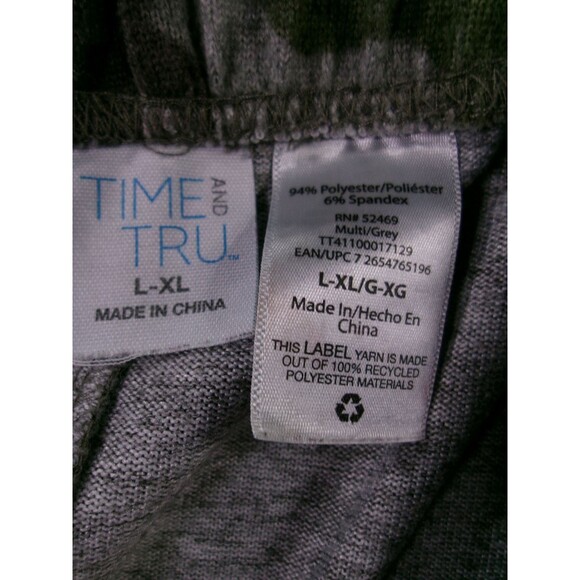 TIME AND
TRU™
L-XL
MADE IN CHINA
94% Polyester/Poliéster
6% Spandex
RN# 52469
Multi/Grey
TT41100017129
EAN/UPC 7 2654765196
L-XL/G-XG
Made In/Hecho En
China
THIS LABEL YARN IS MADE
OUT OF 100% RECYCLED
POLYESTER MATERIALS